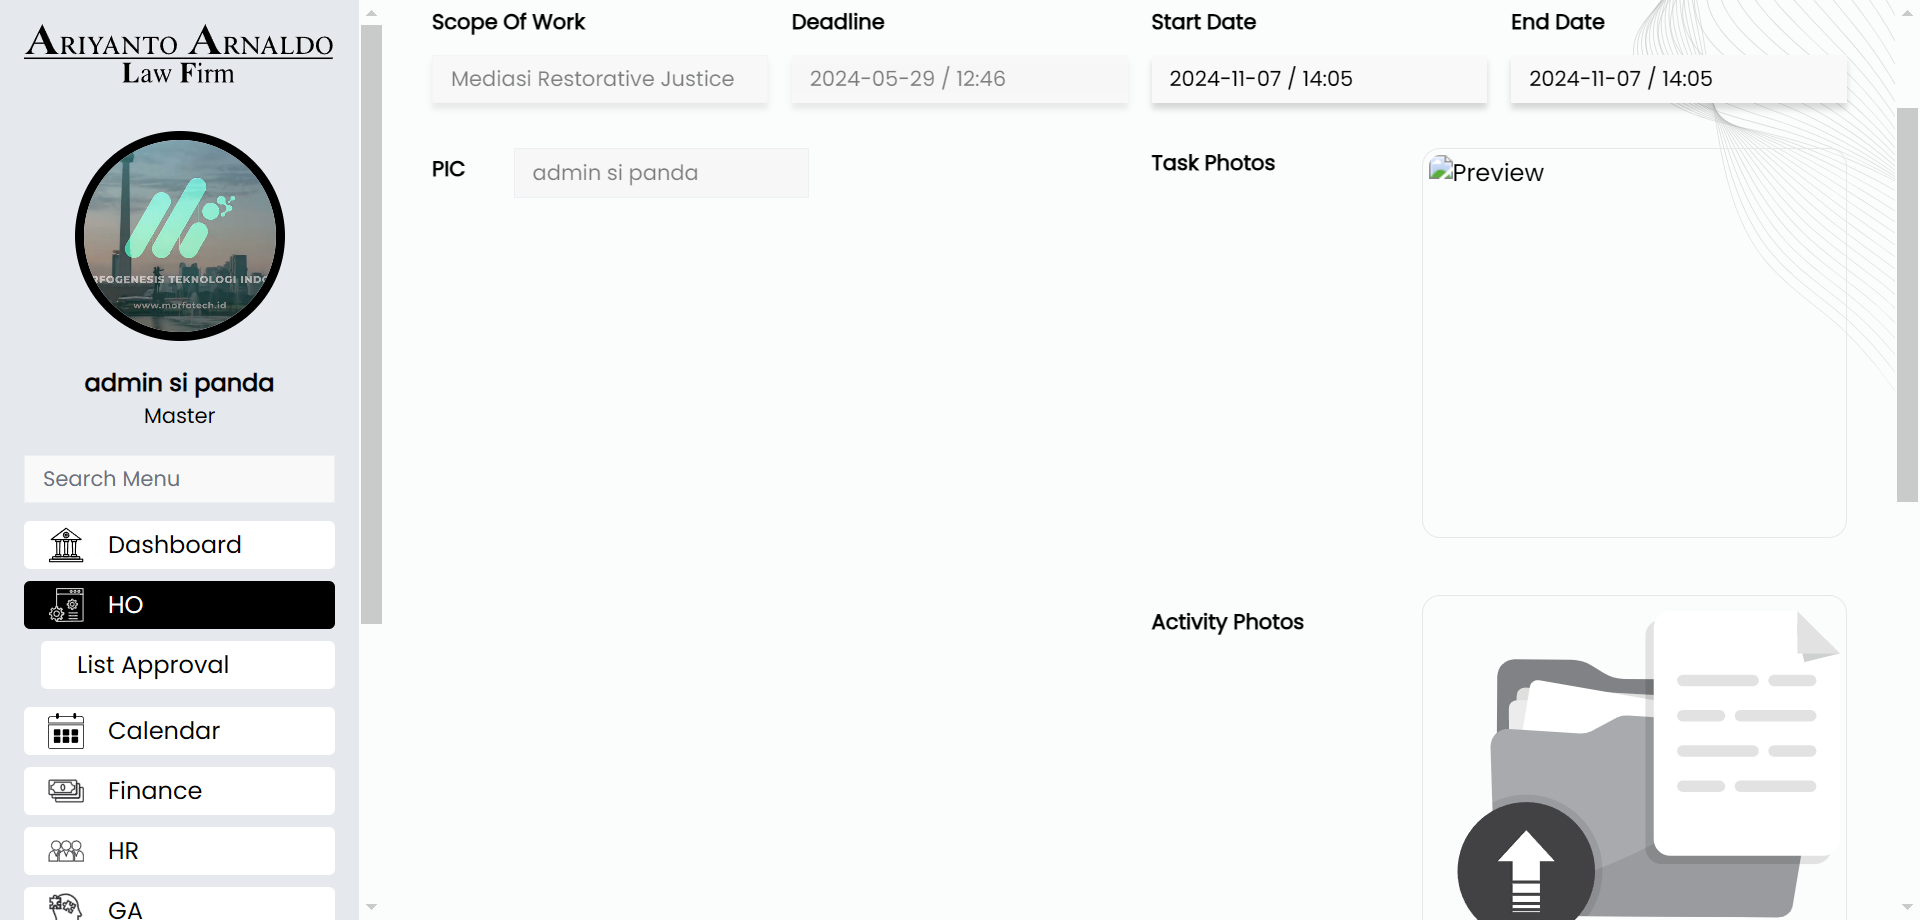 ARIYANTO ARNALDO
Law Firm
RFOGENESIS TEKNOLOGI INDO
www.morfotech.id
admin si panda
Master
Search Menu
Dashboard
HO
List Approval
Calendar
Finance
HR
GA
Scope Of Work
Deadline
Start Date
End Date
Mediasi Restorative Justice
2024-05-29 / 12:46
2024-11-07 / 14:05
2024-11-07 / 14:05
PIC
admin si panda
Task Photos
Preview
Activity Photos